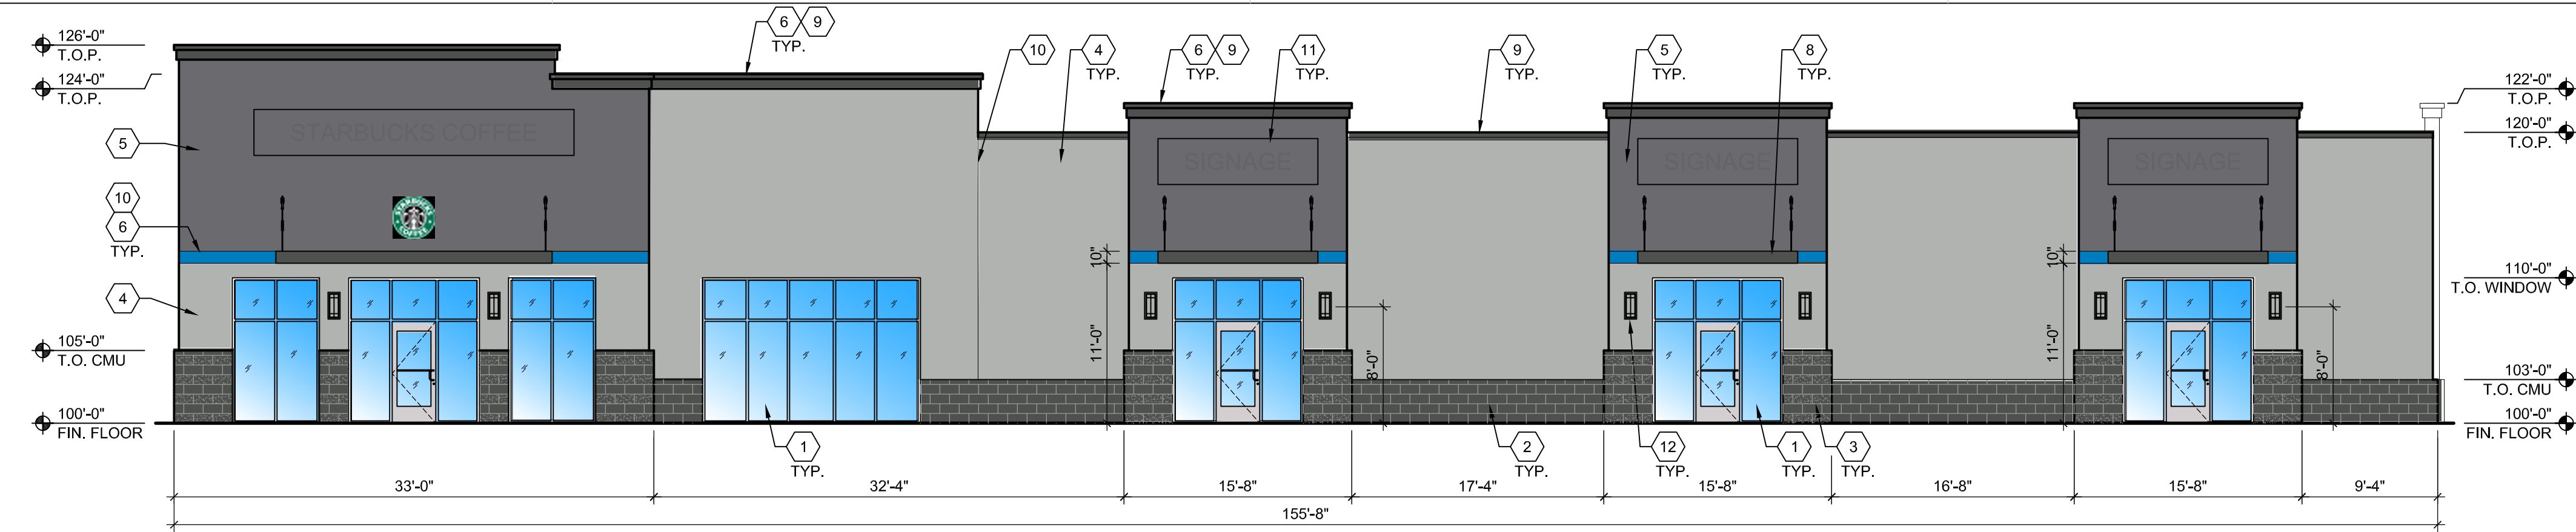 126'-0"
T.O.P.
124'-0"
T.O.P.
5
10
6
TYP.
4
105'-0"
T.O. CMU
100'-0"
FIN. FLOOR
6 9
TYP.
10
4
TYP.
6 9
TYP.
11
9
TYP.
5
TYP.
8
TYP.
122'-0"
T.O.P.
120'-0"
T.O.P.
110'-0"
T.O. WINDOW
103'-0"
T.O. CMU
100'-0"
FIN. FLOOR
STARBUCKS COFFEE
STARBUCKS
COFFEE
SIGNAGE
SIGNAGE
SIGNAGE
10"
11'-0"
8'-0"
10"
11'-0"
8'-0"
1
TYP.
2
TYP.
12
TYP.
1
TYP.
3
TYP.
33'-0"
32'-4"
15'-8"
17'-4"
15'-8"
16'-8"
15'-8"
9'-4"
155'-8"